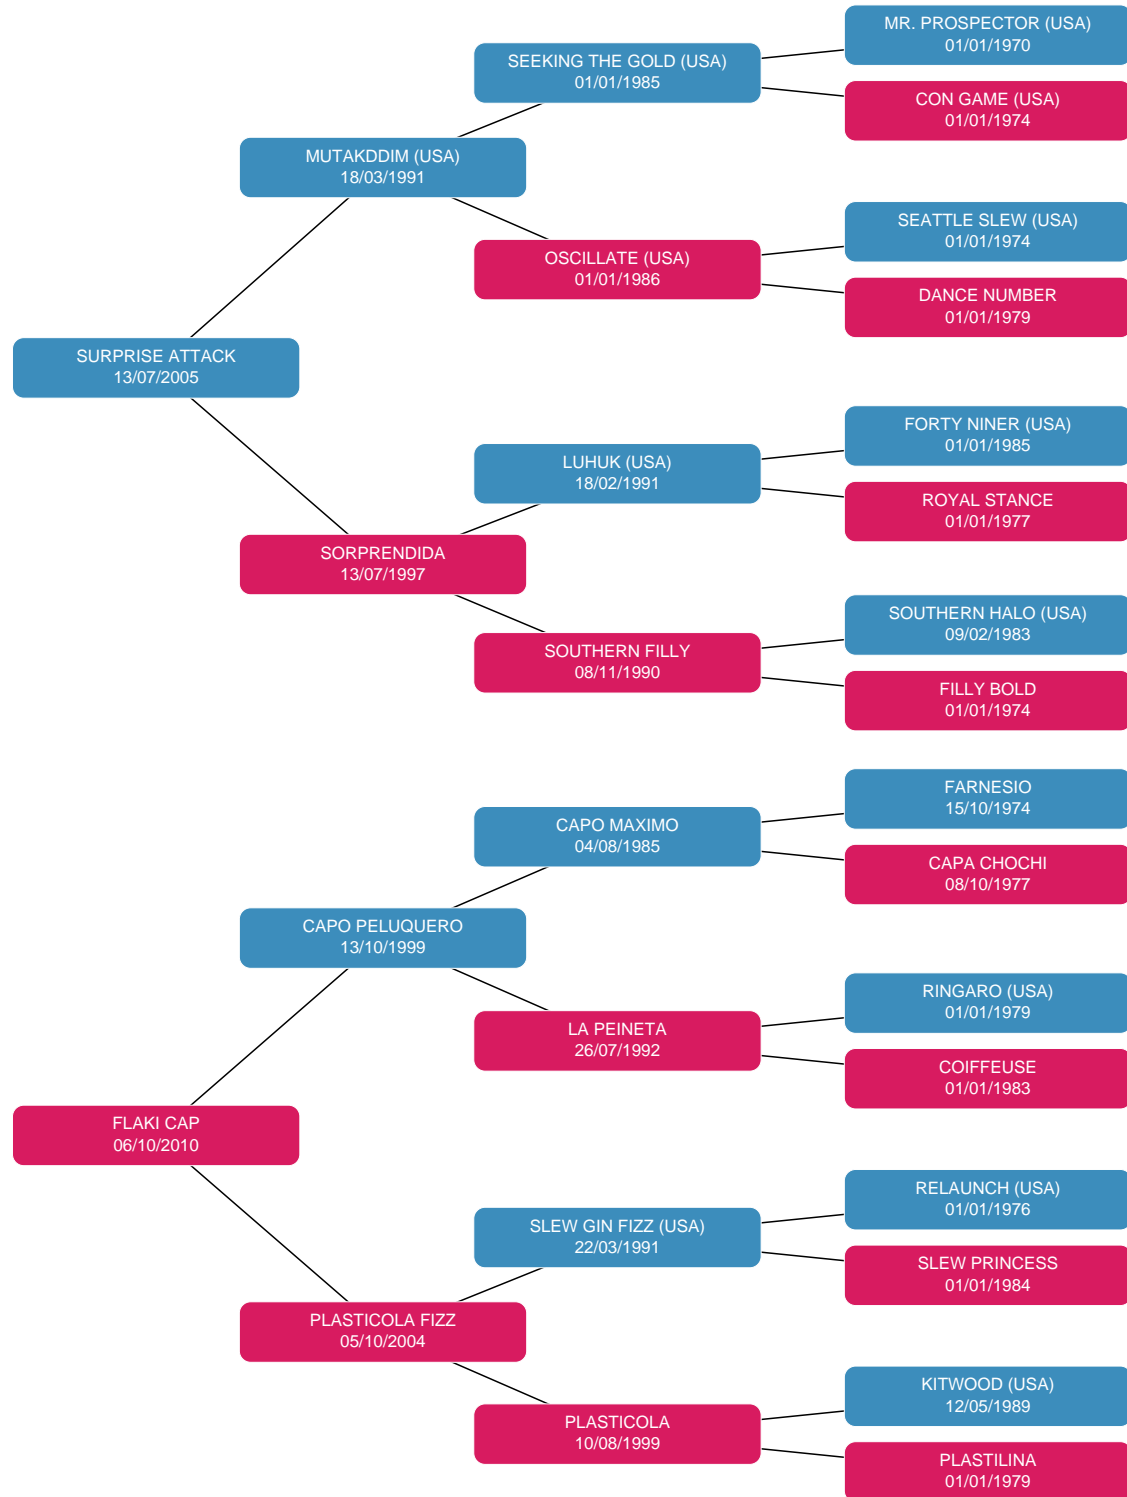 MR. PROSPECTOR (USA)
01/01/1970
SEEKING THE GOLD (USA)
01/01/1985
CON GAME (USA)
01/01/1974
MUTAKDDIM (USA)
18/03/1991
SEATTLE SLEW (USA)
01/01/1974
OSCILLATE (USA)
01/01/1986
DANCE NUMBER
01/01/1979
SURPRISE ATTACK
13/07/2005
FORTY NINER (USA)
01/01/1985
LUHUK (USA)
18/02/1991
ROYAL STANCE
01/01/1977
SORPRENDIDA
13/07/1997
SOUTHERN HALO (USA)
09/02/1983
SOUTHERN FILLY
08/11/1990
FILLY BOLD
01/01/1974
FARNESIO
15/10/1974
CAPO MAXIMO
04/08/1985
CAPA CHOCHI
08/10/1977
CAPO PELUQUERO
13/10/1999
RINGARO (USA)
01/01/1979
LA PEINETA
26/07/1992
COIFFEUSE
01/01/1983
FLAKI CAP
06/10/2010
RELAUNCH (USA)
01/01/1976
SLEW GIN FIZZ (USA)
22/03/1991
SLEW PRINCESS
01/01/1984
PLASTICOLA FIZZ
05/10/2004
KITWOOD (USA)
12/05/1989
PLASTICOLA
10/08/1999
PLASTILINA
01/01/1979